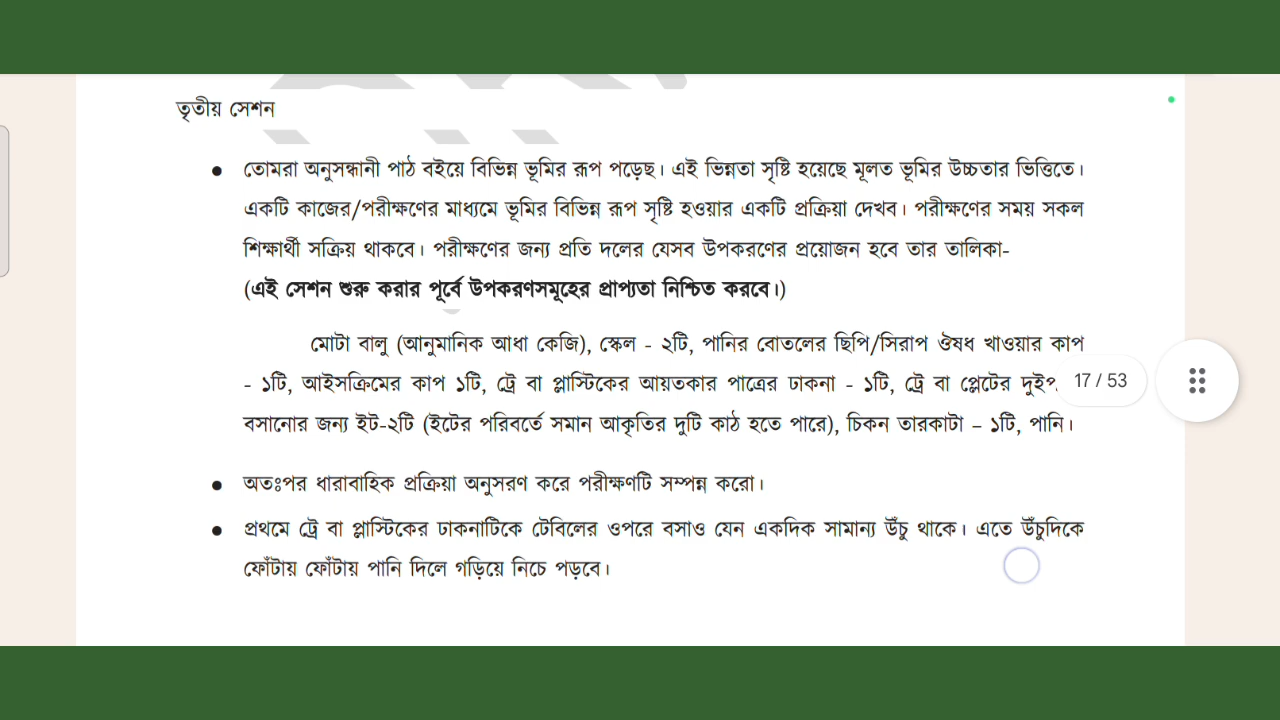 তৃতীয় সেশন
● তোমরা অনুসন্ধানী পাঠ বইয়ে বিভিন্ন ভূমির রূপ পড়েছ। এই ভিন্নতা সৃষ্টি হয়েছে মূলত ভূমির উচ্চতার ভিত্তিতে।
একটি কাজের/পরীক্ষণের মাধ্যমে ভূমির বিভিন্ন রূপ সৃষ্টি হওয়ার একটি প্রক্রিয়া দেখব। পরীক্ষণের সময় সকল
শিক্ষার্থী সক্রিয় থাকবে। পরীক্ষণের জন্য প্রতি দলের যেসব উপকরণের প্রয়োজন হবে তার তালিকা-
(এই সেশন শুরু করার পূর্বে উপকরণসমূহের প্রাপ্যতা নিশ্চিত করবে।)
মোটা বালু (আনুমানিক আধা কেজি), স্কেল - ২টি, পানির বোতলের ছিপি/সিরাপ ঔষধ খাওয়ার কাপ
- ১টি, আইসক্রিমের কাপ ১টি, ট্রে বা প্লাস্টিকের আয়তকার পাত্রের ঢাকনা - ১টি, ট্রে বা প্লেটের
17 / 53
বসানোর জন্য ইট-২টি (ইটের পরিবর্তে সমান আকৃতির দুটি কাঠ হতে পারে), চিকন তারকাটা – ১টি, পানি।
● অতঃপর ধারাবাহিক প্রক্রিয়া অনুসরণ করে পরীক্ষণটি সম্পন্ন করো।
● প্রথমে ট্রে বা প্লাস্টিকের ঢাকনাটিকে টেবিলের ওপরে বসাও যেন একদিক সামান্য উঁচু থাকে। এতে উঁচুদিকে
ফোঁটায় ফোঁটায় পানি দিলে গড়িয়ে নিচে পড়বে।